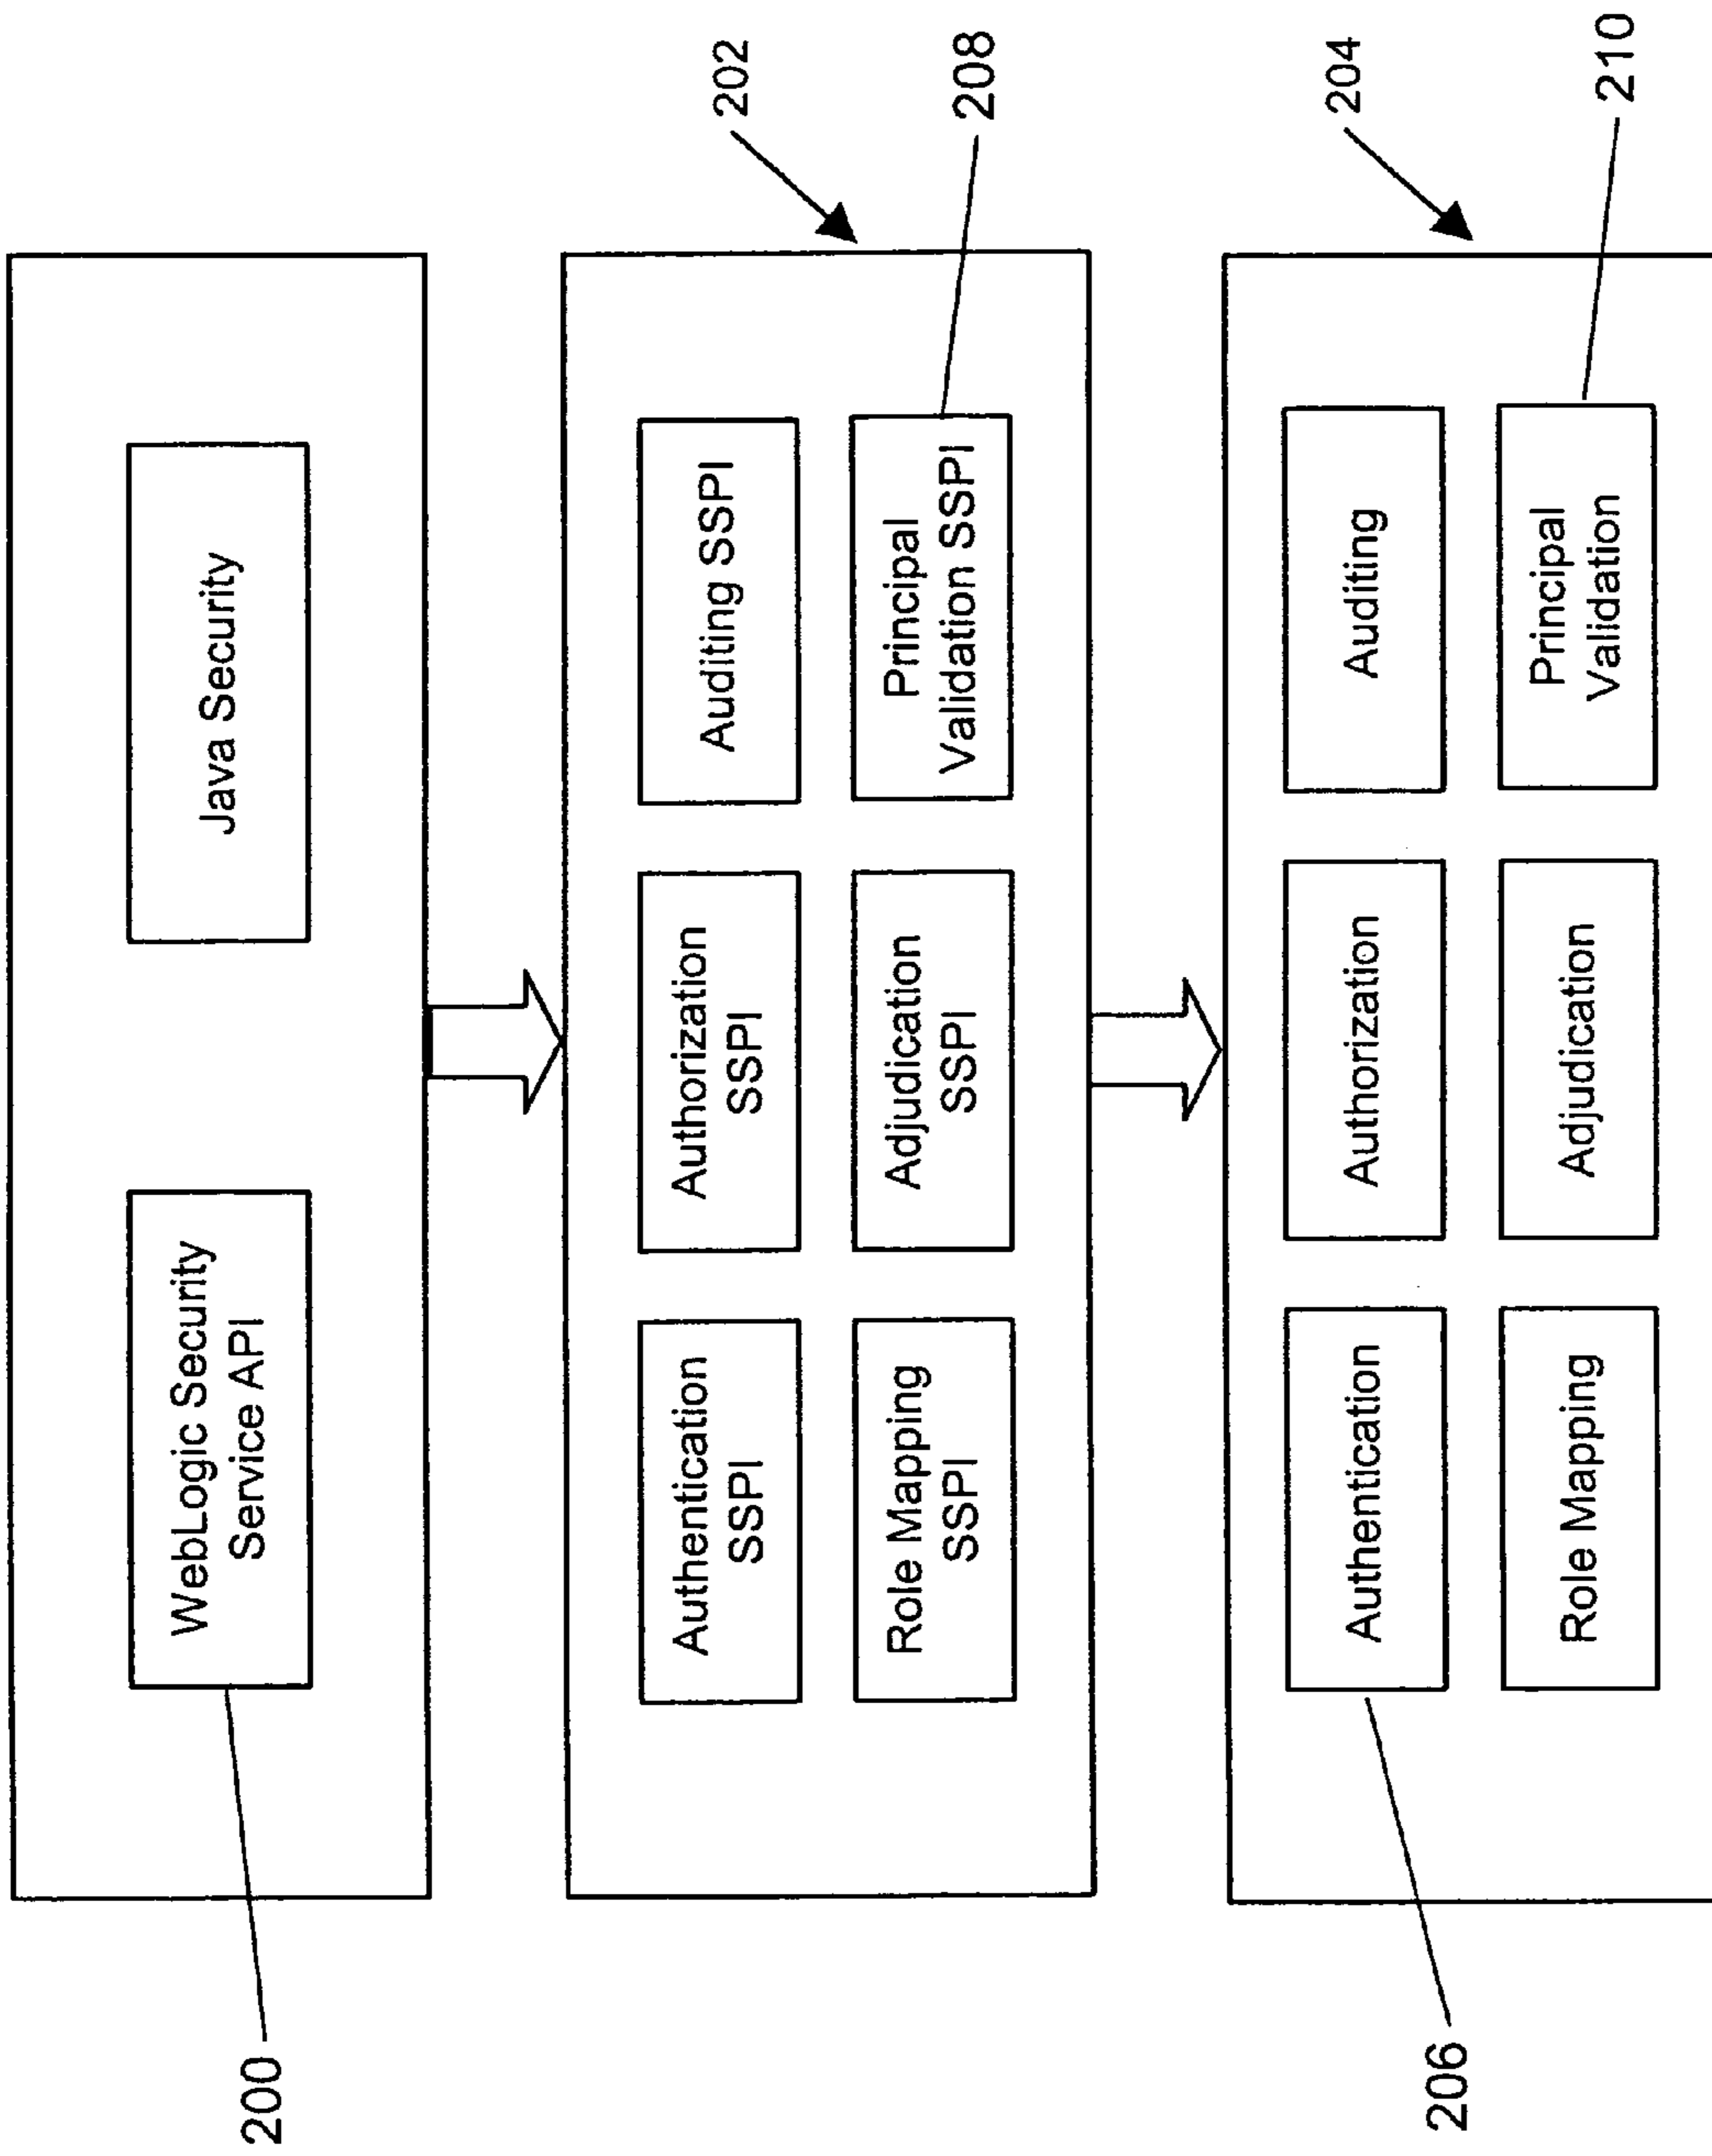 WebLogic Security
Service API
Java Security
200
202
Authentication
SSPI
Authorization
SSPI
Auditing SSPI
Role Mapping
SSPI
Adjudication
SSPI
Principal
Validation SSPI
208
204
Authentication
Authorization
Auditing
Role Mapping
Adjudication
Principal
Validation
206
210